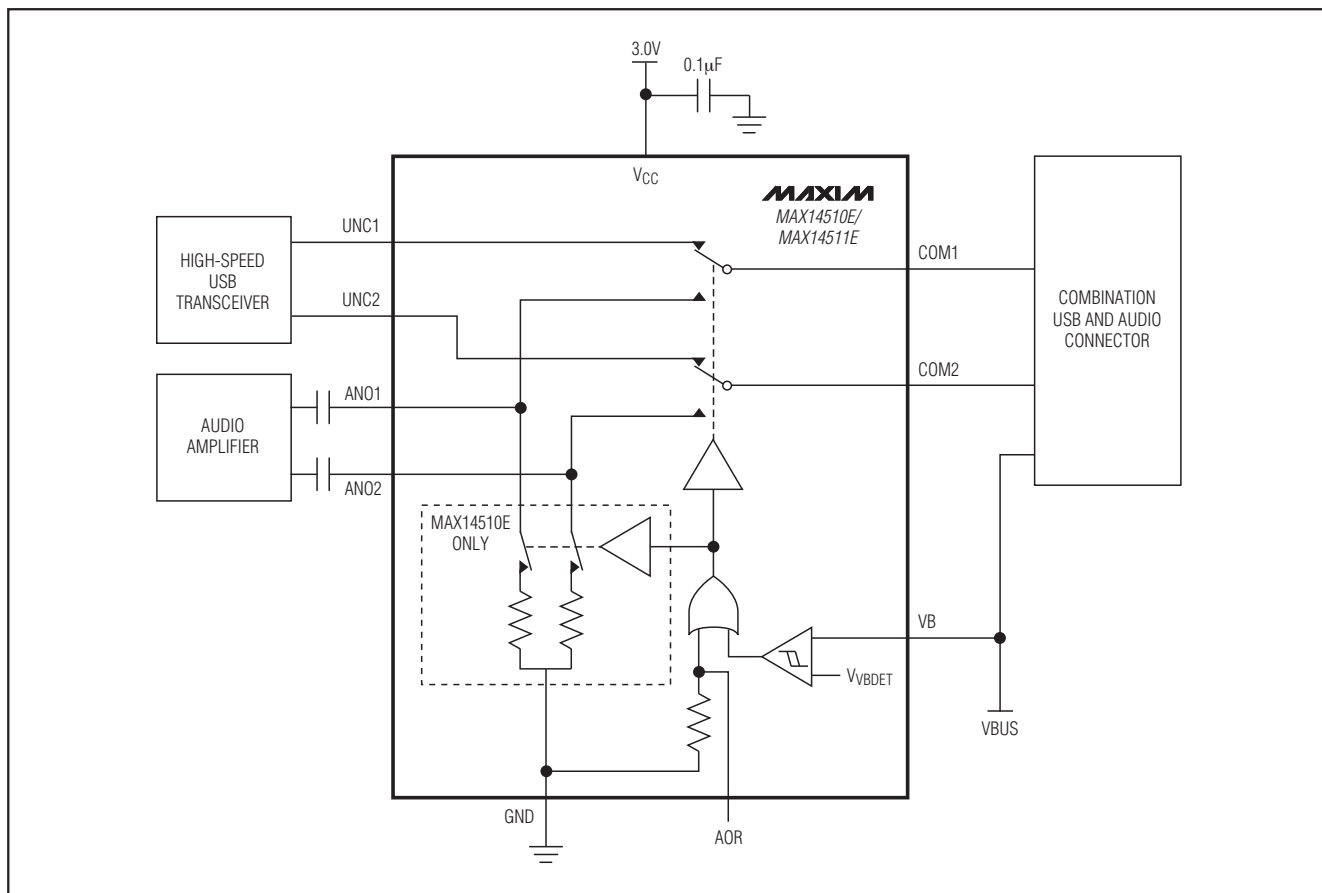 3.0V
0.1μF
VCC
MAXIM
MAX14510E/
MAX14511E
UNC1
COM1
HIGH-SPEED
USB
TRANSCEIVER
UNC2
COMBINATION
USB AND AUDIO
CONNECTOR
COM2
AUDIO
AMPLIFIER
ANO1
ANO2
MAX14510E
ONLY
VB
VVBDET
VBUS
GND
AOR